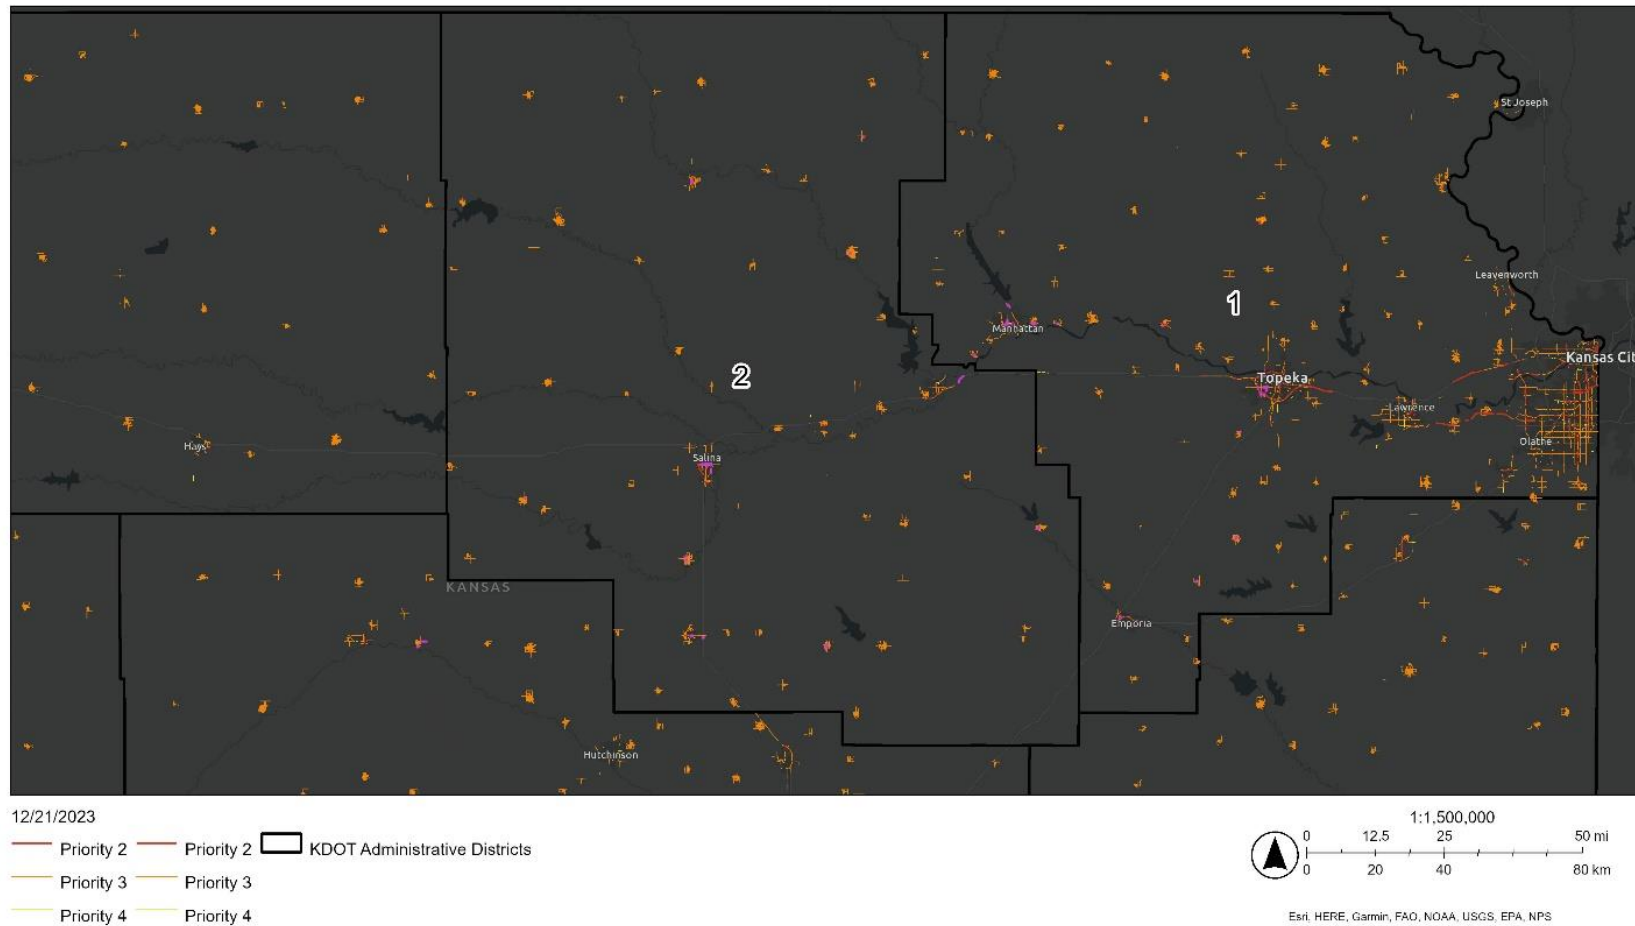 St Joseph
Leavenworth
1
Manhattan
Kansas Cit
2
Topeka
Lawrence
Hays
Olathe
Salina
KANSAS
Emporia
Hutchinson
12/21/2023
Priority 2 Priority 2 KDOT Administrative Districts
Priority 3 Priority 3
Priority 4 Priority 4
1:1,500,000
0 12.5 25 50 mi
0 20 40 80 km
Esri, HERE, Garmin, FAO, NOAA, USGS, EPA, NPS